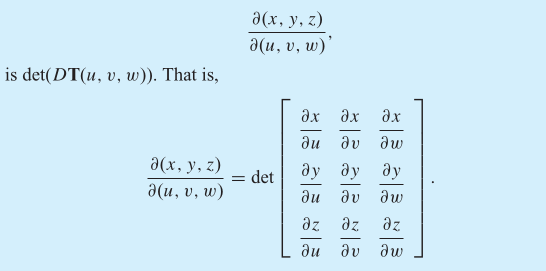 ∂(x, y, z)
∂(u, v, w)
,
is det(DT(u, v, w)). That is,
∂(x, y, z)
∂(u, v, w)
= det
∂x ∂x ∂x
∂u ∂v ∂w
∂y ∂y ∂y
∂u ∂v ∂w
∂z ∂z ∂z
∂u ∂v ∂w
.